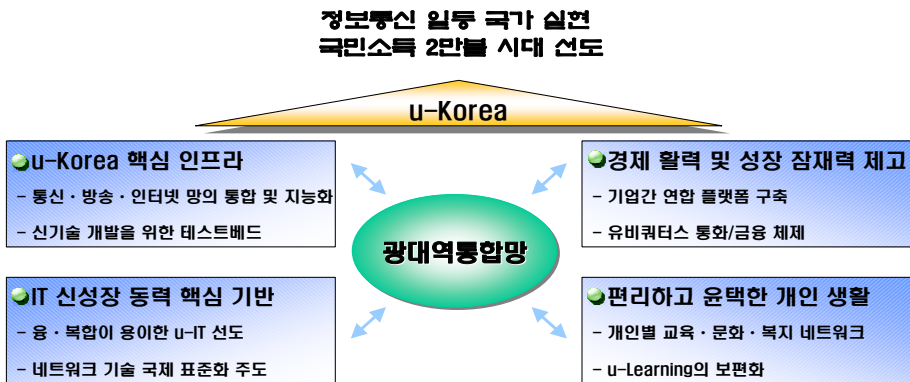 정보통신 일등 국가 실현
국민소득 2만불 시대 선도
u-Korea
u-Korea 핵심 인프라
- 통신·방송·인터넷 망의 통합 및 지능화
- 신기술 개발을 위한 테스트베드
경제 활력 및 성장 잠재력 제고
- 기업간 연합 플랫폼 구축
- 유비쿼터스 통화/금융 체제
광대역통합망
IT 신성장 동력 핵심 기반
- 융·복합이 용이한 u-IT 선도
- 네트워크 기술 국제 표준화 주도
편리하고 윤택한 개인 생활
- 개인별 교육·문화·복지 네트워크
- u-Learning의 보편화